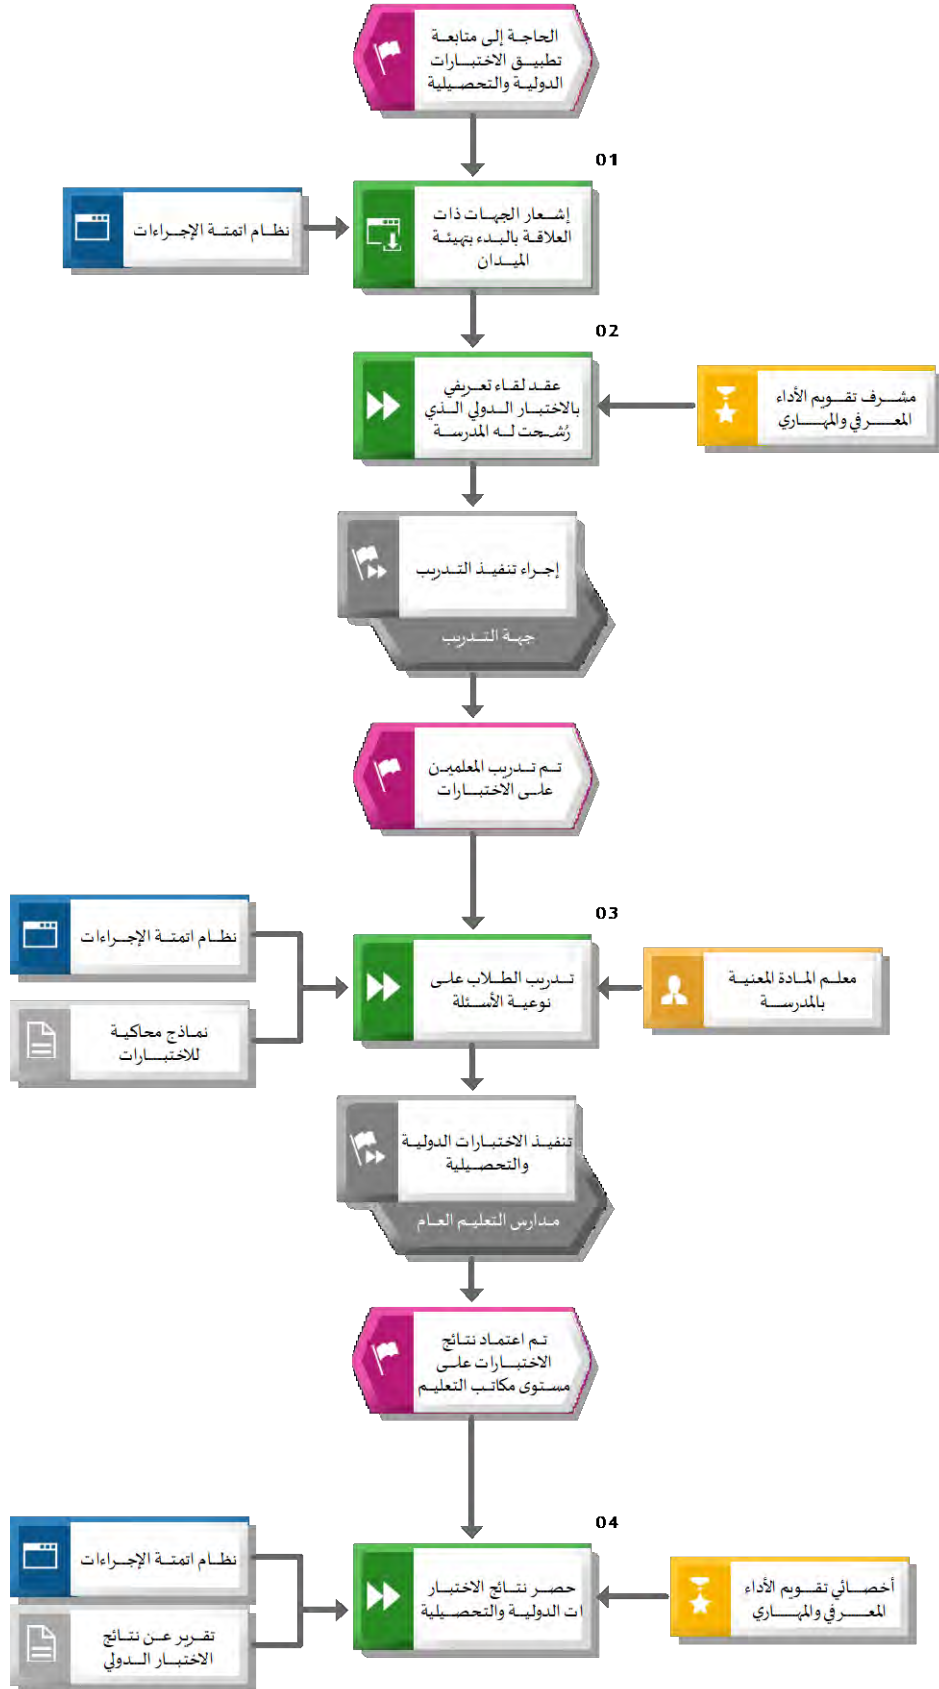 الحاجة إلى متابعة
تطبيق الاختبارات
الدولية والتحصيلية
01
إشعار الجهات ذات
العلاقة بالبدء بتهيئة
الميدان
نظام اتمتة الإجراءات
02
عقد لقاء تعريفي
بالاختبار الدولي الذي
رُشحت له المدرسة
مشرف تقويم الأداء
المعرفي والمهاري
إجراء تنفيذ التدريب
جهة التدريب
تم تدريب المعلمين
على الاختبارات
03
تدريب الطلاب على
نوعية الأسئلة
معلم المادة المعنية
بالمدرسة
نظام اتمتة الإجراءات
نماذج محاكية
للاختبارات
تنفيذ الاختبارات الدولية
والتحصيلية
مدارس التعليم العام
تم اعتماد نتائج
الاختبارات على
مستوى مكاتب التعليم
04
حصر نتائج الاختبار
ات الدولية والتحصيلية
أخصائي تقويم الأداء
المعرفي والمهاري
نظام اتمتة الإجراءات
تقرير عن نتائج
الاختبار الدولي